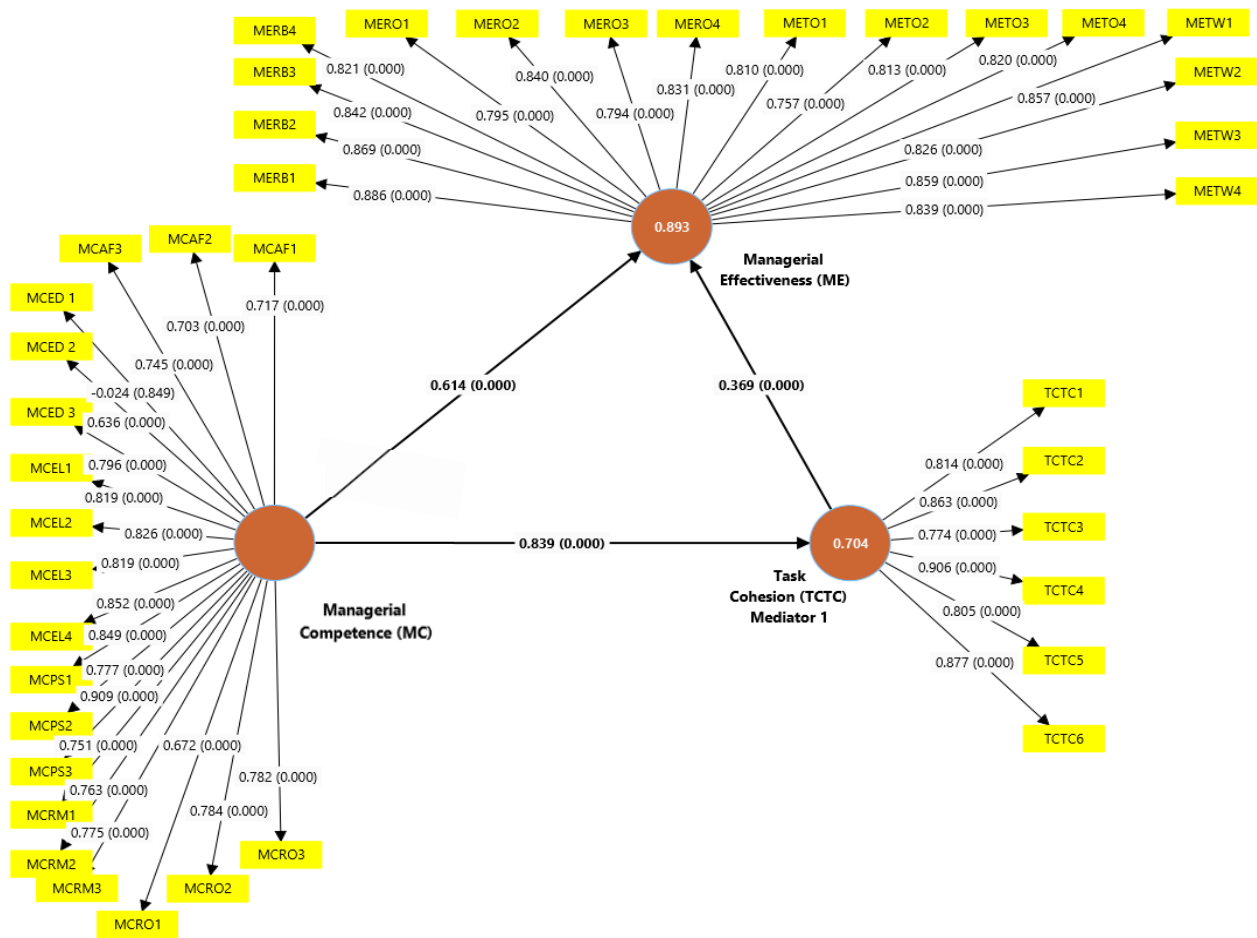 MERB4
MERO1
MERO2
MERO3
MERO4
METO1
METO2
METO3
METO4
METW1
MERB3
METW2
MERB2
METW3
MERB1
METW4
0.821 (0.000)
0.842 (0.000)
0.869 (0.000)
0.886 (0.000)
0.795 (0.000)
0.840 (0.000)
0.794 (0.000)
0.831 (0.000)
0.810 (0.000)
0.757 (0.000)
0.813 (0.000)
0.820 (0.000)
0.857 (0.000)
0.826 (0.000)
0.859 (0.000)
0.839 (0.000)
0.893
Managerial
Effectiveness (ME)
MCAF3
MCAF2
MCAF1
MCED 1
MCED 2
MCED 3
MCEL1
MCEL2
MCEL3
MCEL4
MCPS1
MCPS2
MCPS3
MCRM1
MCRM2
MCRM3
MCRO1
MCRO2
MCRO3
0.717 (0.000)
0.703 (0.000)
0.745 (0.000)
-0.024 (0.849)
0.636 (0.000)
0.796 (0.000)
0.819 (0.000)
0.826 (0.000)
0.819 (0.000)
0.852 (0.000)
0.849 (0.000)
0.777 (0.000)
0.909 (0.000)
0.751 (0.000)
0.763 (0.000)
0.775 (0.000)
0.672 (0.000)
0.784 (0.000)
0.782 (0.000)
Managerial
Competence (MC)
0.614 (0.000)
0.369 (0.000)
0.839 (0.000)
0.704
Task
Cohesion (TCTC)
Mediator 1
TCTC1
TCTC2
TCTC3
TCTC4
TCTC5
TCTC6
0.814 (0.000)
0.863 (0.000)
0.774 (0.000)
0.906 (0.000)
0.805 (0.000)
0.877 (0.000)